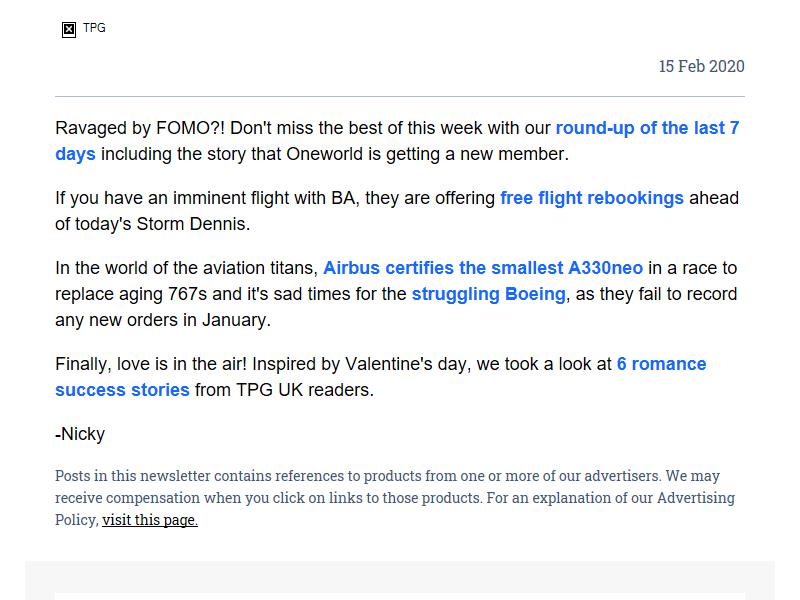 TPG
15 Feb 2020
Ravaged by FOMO?! Don't miss the best of this week with our round-up of the last 7
days including the story that Oneworld is getting a new member.
If you have an imminent flight with BA, they are offering free flight rebookings ahead
of today's Storm Dennis.
In the world of the aviation titans, Airbus certifies the smallest A330neo in a race to
replace aging 767s and it's sad times for the struggling Boeing, as they fail to record
any new orders in January.
Finally, love is in the air! Inspired by Valentine's day, we took a look at 6 romance
success stories from TPG UK readers.
-Nicky
Posts in this newsletter contains references to products from one or more of our advertisers. We may
receive compensation when you click on links to those products. For an explanation of our Advertising
Policy, visit this page.